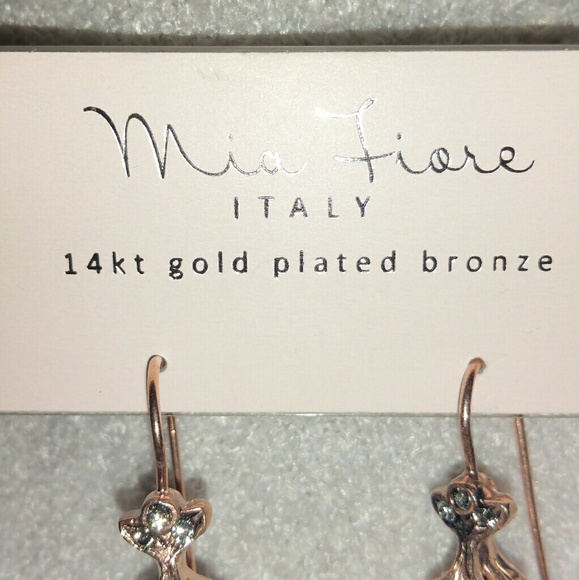 Mia Fiore
ITALY
14kt gold plated bronze